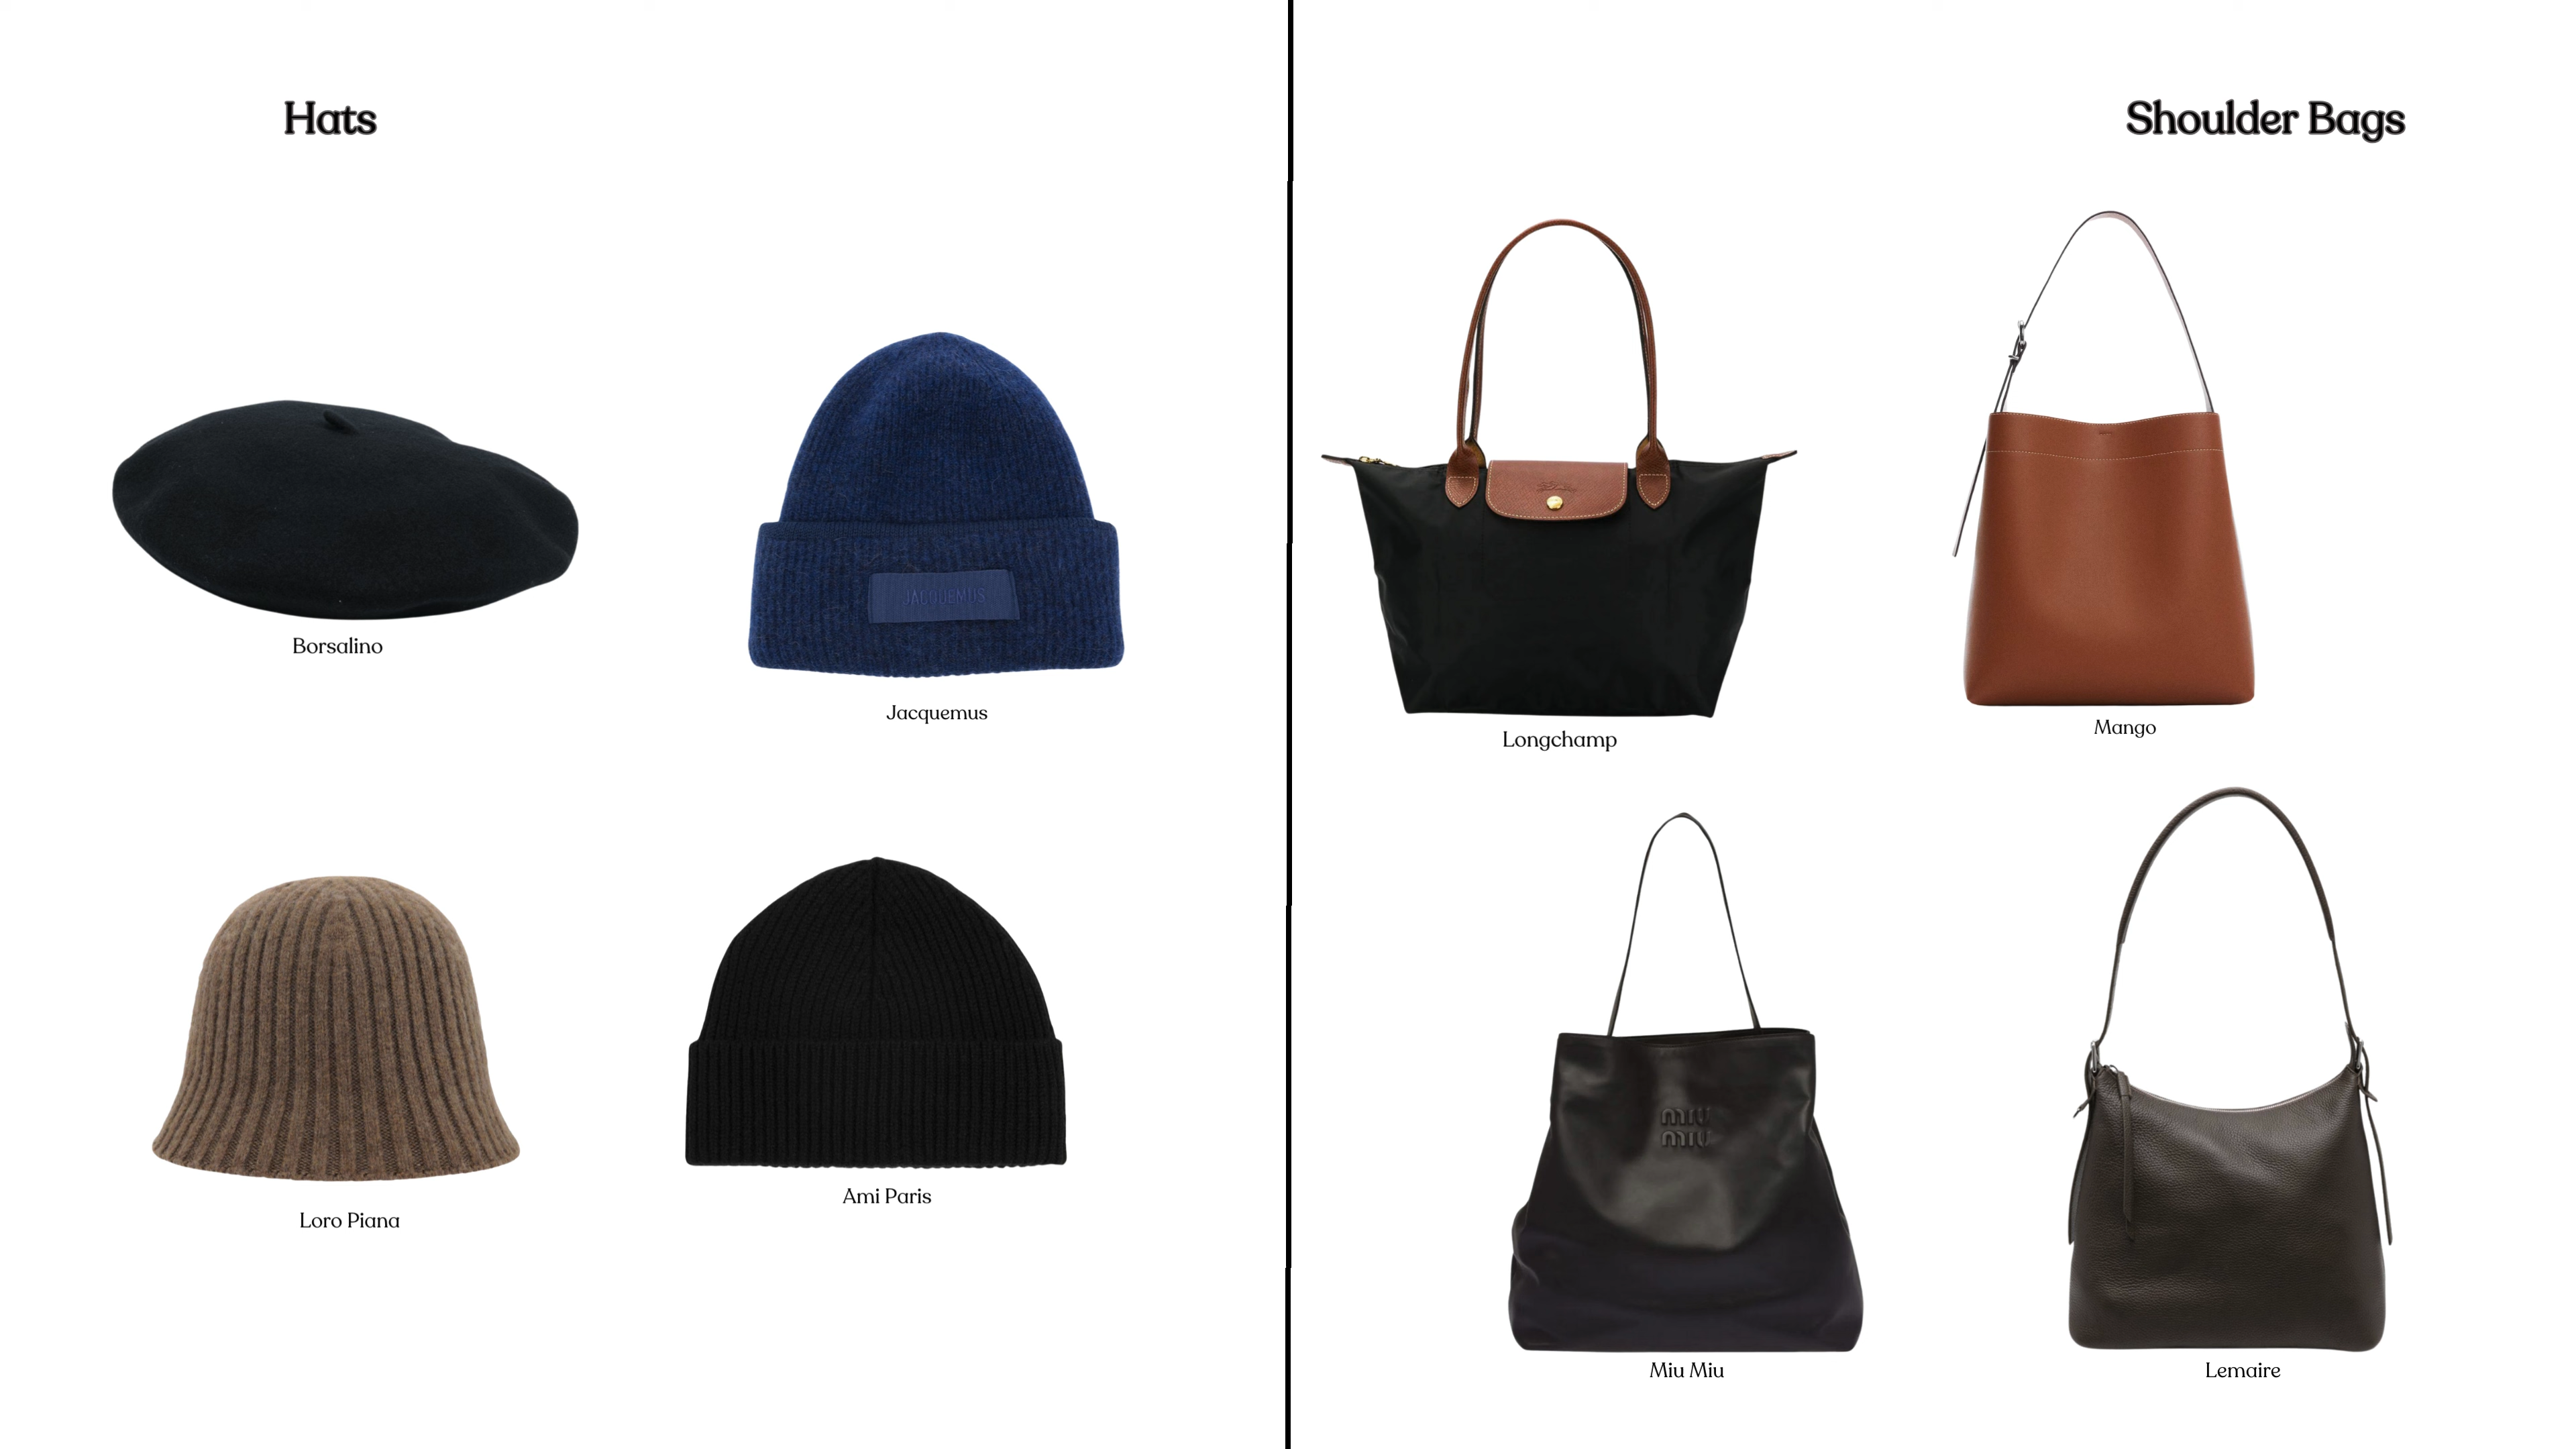 Hats
Shoulder Bags
Borsalino
JACQUEMUS
Jacquemus
Longchamp
Mango
Loro Piana
Ami Paris
MIU
MIU
Miu Miu
Lemaire